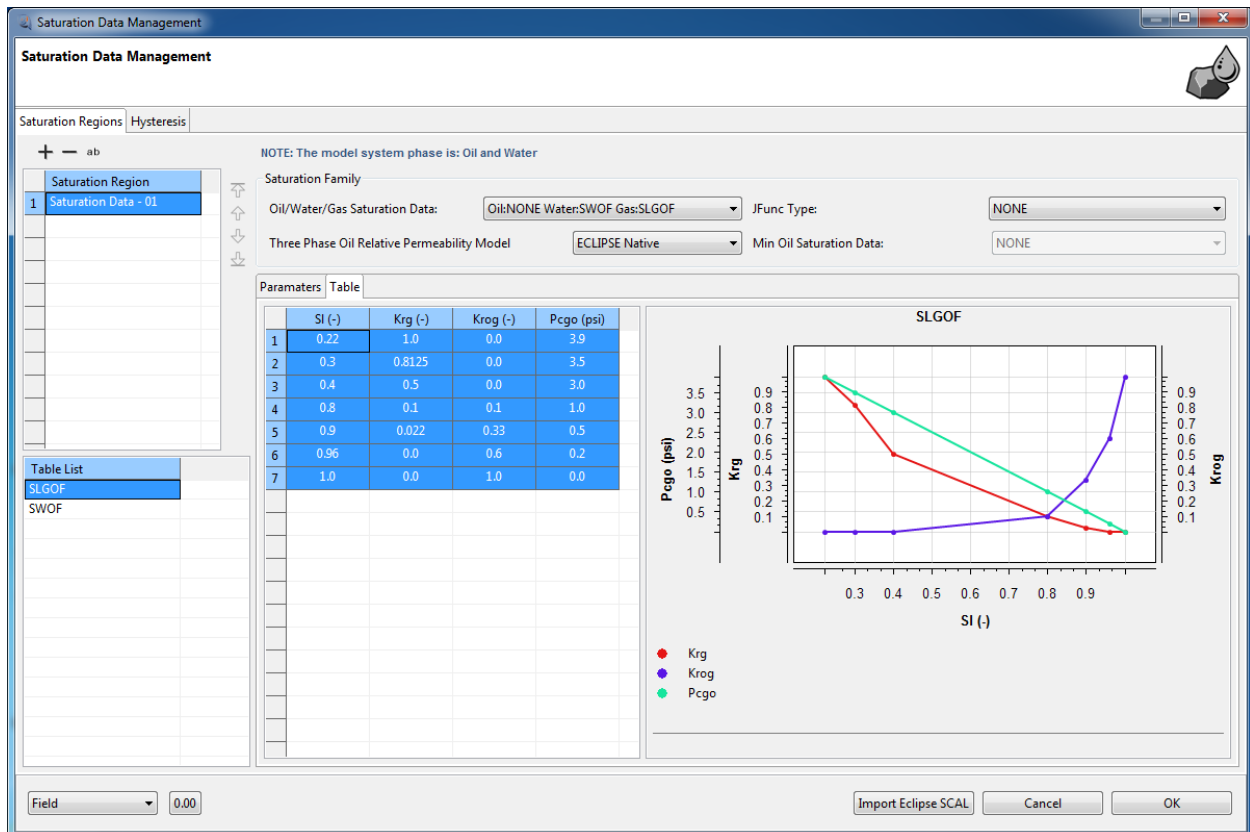 Saturation Data Management
Saturation Data Management
Saturation Regions Hysteresis
ab
NOTE: The model system phase is: Oil and Water
Saturation Region
1 Saturation Data - 01
Saturation Family
Oil/Water/Gas Saturation Data: Oil:NONE Water:SWOF Gas:SLGOF JFunc Type: NONE
Three Phase Oil Relative Permeability Model ECLIPSE Native Min Oil Saturation Data: NONE
Paramaters Table
Sl (-) Krg (-) Krog (-) Pcgo (psi)
1 0.22 1.0 0.0 3.9
2 0.3 0.8125 0.0 3.5
3 0.4 0.5 0.0 3.0
4 0.8 0.1 0.1 1.0
5 0.9 0.022 0.33 0.5
6 0.96 0.0 0.6 0.2
7 1.0 0.0 1.0 0.0
Table List
SLGOF
SWOF
SLGOF
Pcgo (psi)
3.5
3.0
2.5
2.0
1.5
1.0
0.5
Krg
0.9
0.8
0.7
0.6
0.5
0.4
0.3
0.2
0.1
0.9
0.8
0.7
0.6
0.5
0.4
0.3
0.2
0.1
Krog
0.3 0.4 0.5 0.6 0.7 0.8 0.9
Sl (-)
Krg
Krog
Pcgo
Field 0.00 Import Eclipse SCAL Cancel OK